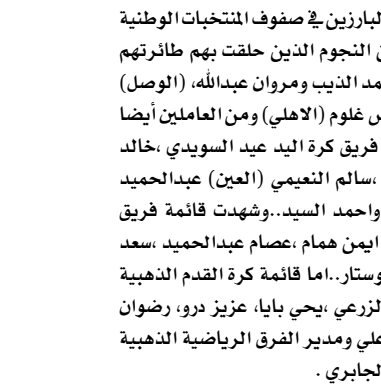 لبارزين في صفوف المنتخبات الوطنية
النجوم الذين حلقت بهم طائرتهم
مد الذيب ومروان عبدالله، (الوصل)
غلوم (الاهلي) ومن العاملين أيضا
فريق كرة اليد عيد السويدي ،خالد
،سالم النعيمي (العين) عبدالحميد
واحمد السيد..وشهدت قائمة فريق
ايمن همام ،عصام عبدالحميد ،سعد
وستار..اما قائمة كرة القدم الذهبية
لزرعي ،يحي بايا، عزيز درو، رضوان
علي ومدير الفرق الرياضية الذهبية
لجابري .